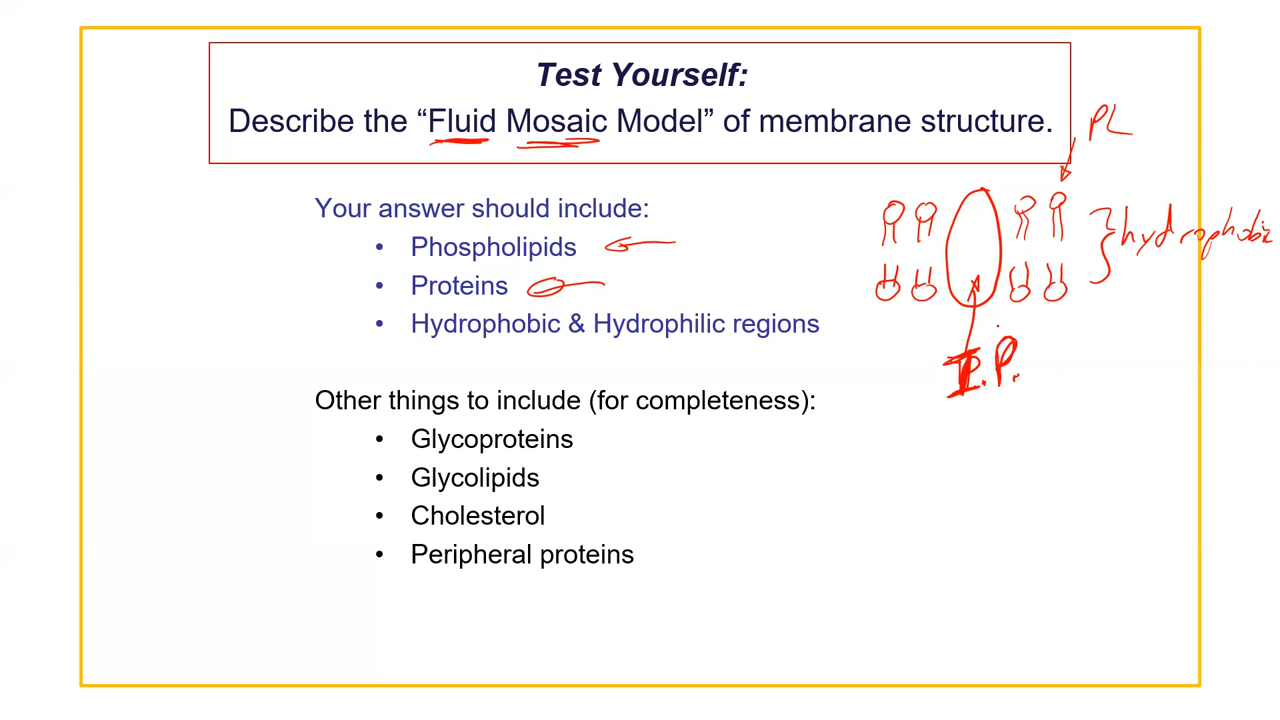 Test Yourself:
Describe the “Fluid Mosaic Model” of membrane structure.
PL
Your answer should include:
• Phospholipids
• Proteins
• Hydrophobic & Hydrophilic regions
hydrophobic
I.P.
Other things to include (for completeness):
• Glycoproteins
• Glycolipids
• Cholesterol
• Peripheral proteins